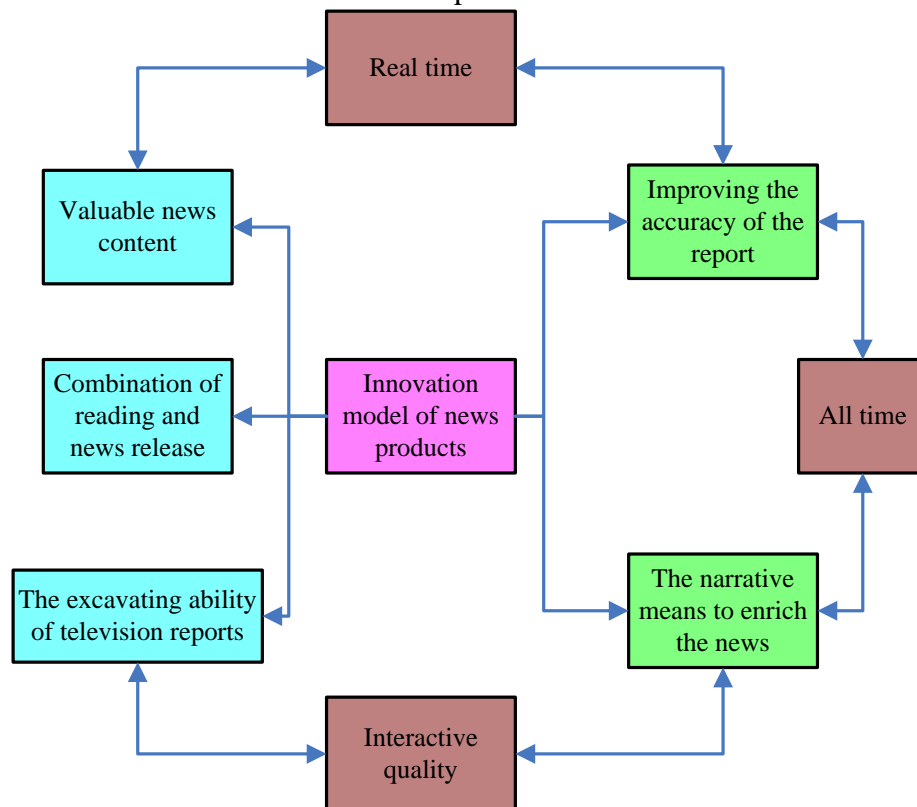 Real time
Valuable news
content
Improving the
accuracy of the
report
Combination of
reading and
news release
Innovation
model of news
products
All time
The excavating ability
of television reports
The narrative
means to enrich
the news
Interactive
quality